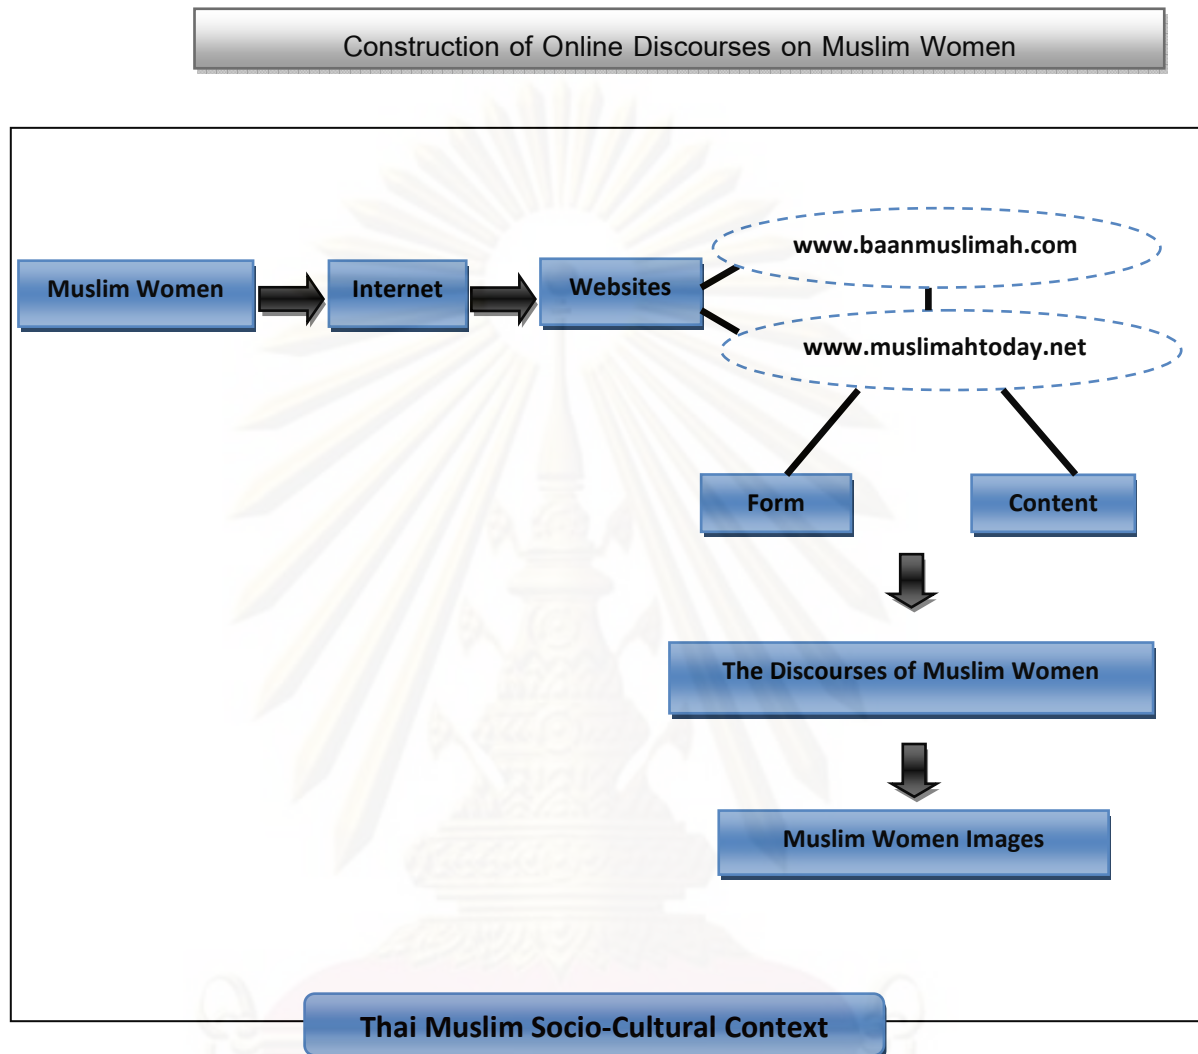 Construction of Online Discourses on Muslim Women
www.baanmuslimah.com
Muslim Women
Internet
Websites
www.muslimahtoday.net
Form
Content
The Discourses of Muslim Women
Muslim Women Images
Thai Muslim Socio-Cultural Context